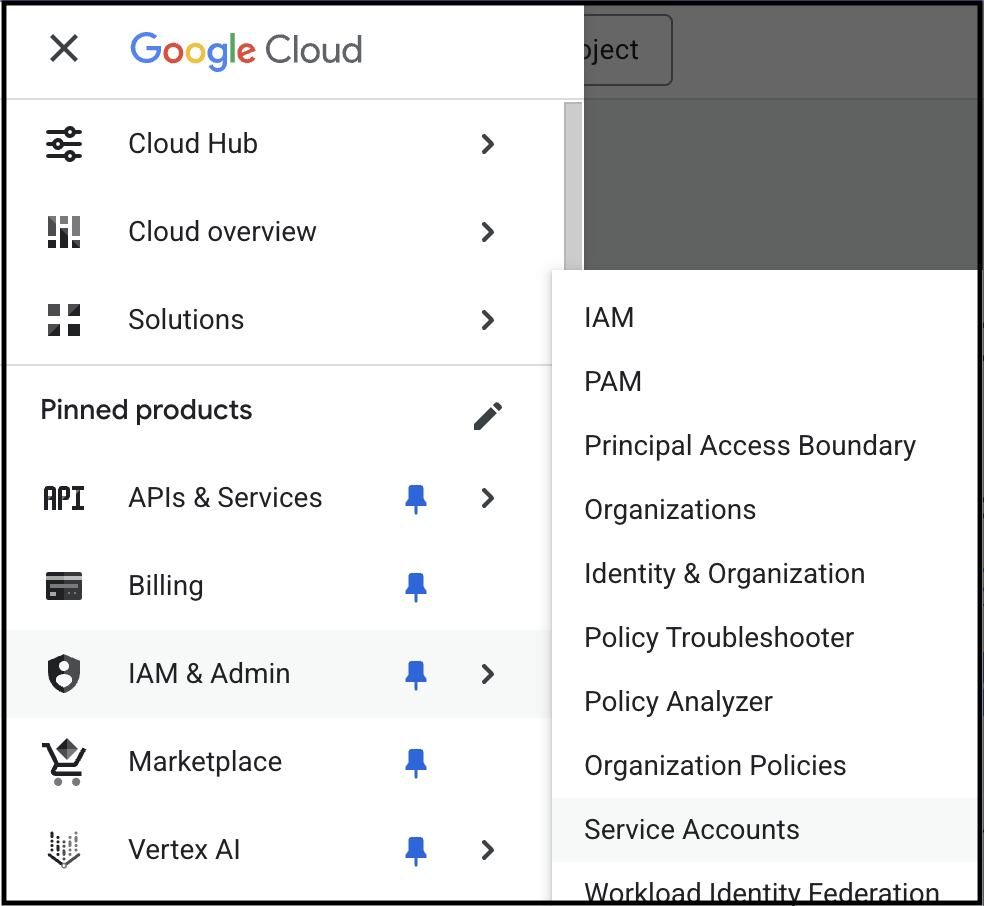 Google Cloud
oject
Cloud Hub
Cloud overview
Solutions
Pinned products
API APIs & Services
Billing
IAM & Admin
Marketplace
Vertex AI
IAM
PAM
Principal Access Boundary
Organizations
Identity & Organization
Policy Troubleshooter
Policy Analyzer
Organization Policies
Service Accounts
Workload Identity Federation